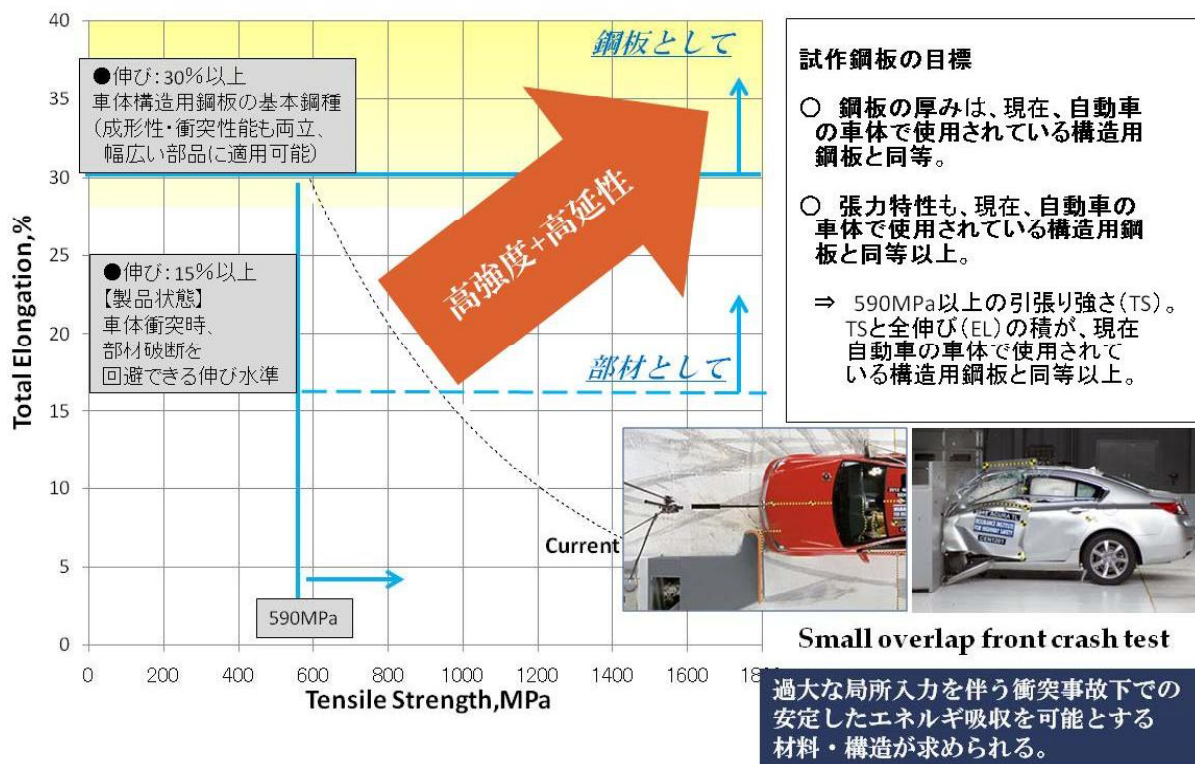 40
35
30
25
20
15
10
5
0
Total Elongation,%
0
200
400
600
800
1000
1200
1400
1600
Tensile Strength,MPa
●伸び:30%以上
車体構造用鋼板の基本鋼種
(成形性・衝突性能も両立、
幅広い部品に適用可能)
鋼板として
高強度+高延性
●伸び:15%以上
【製品状態】
車体衝突時、
部材破断を
回避できる伸び水準
部材として
Current
590MPa
試作鋼板の目標
○ 鋼板の厚みは、現在、自動車
の車体で使用されている構造用
鋼板と同等。
○ 張力特性も、現在、自動車の
車体で使用されている構造用鋼
板と同等以上。
⇒ 590MPa以上の引張り強さ(TS)。
TSと全伸び(EL)の積が、現在
自動車の車体で使用されて
いる構造用鋼板と同等以上。
Small overlap front crash test
過大な局所入力を伴う衝突事故下での
安定したエネルギ吸収を可能とする
材料・構造が求められる。